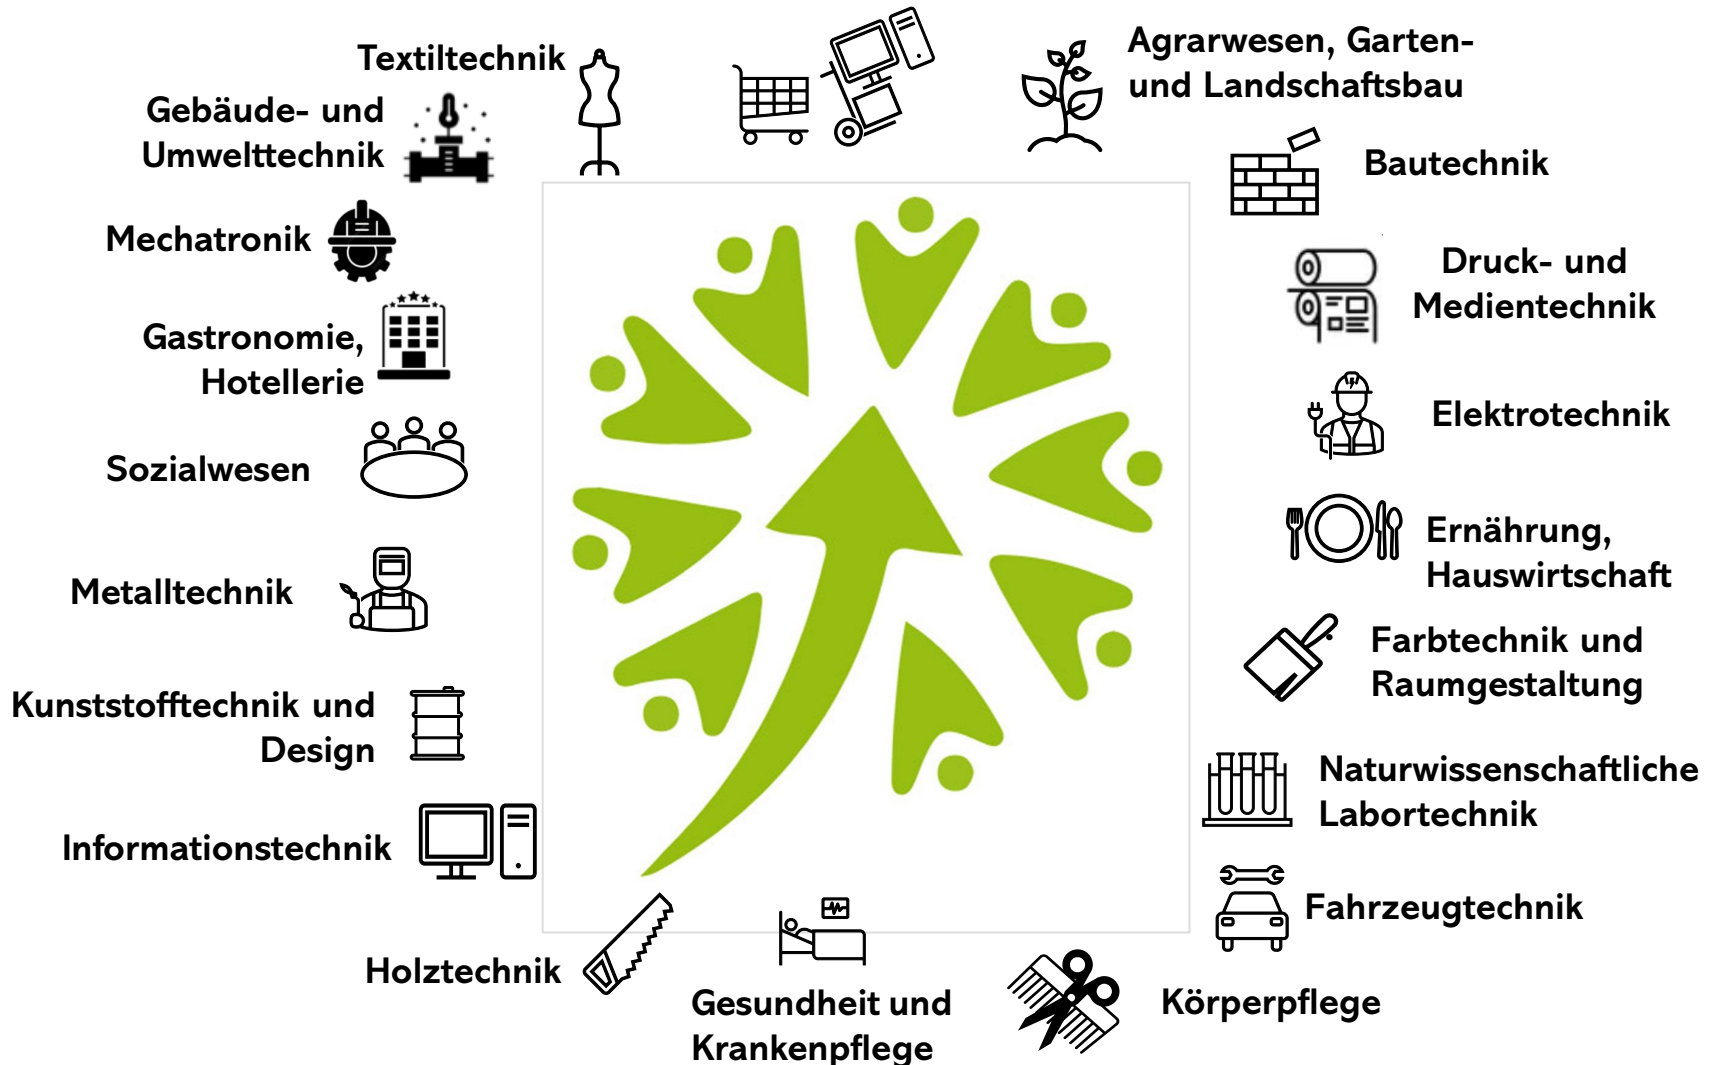 Textiltechnik
Agrarwesen, Garten-
und Landschaftsbau
Gebäude- und
Umwelttechnik
Bautechnik
Mechatronik
Druck- und
Medientechnik
Gastronomie,
Hotellerie
Elektrotechnik
Sozialwesen
Ernährung,
Hauswirtschaft
Metalltechnik
Farbtechnik und
Raumgestaltung
Kunststofftechnik und
Design
Naturwissenschaftliche
Labortechnik
Informationstechnik
Fahrzeugtechnik
Holztechnik
Gesundheit und
Krankenpflege
Körperpflege